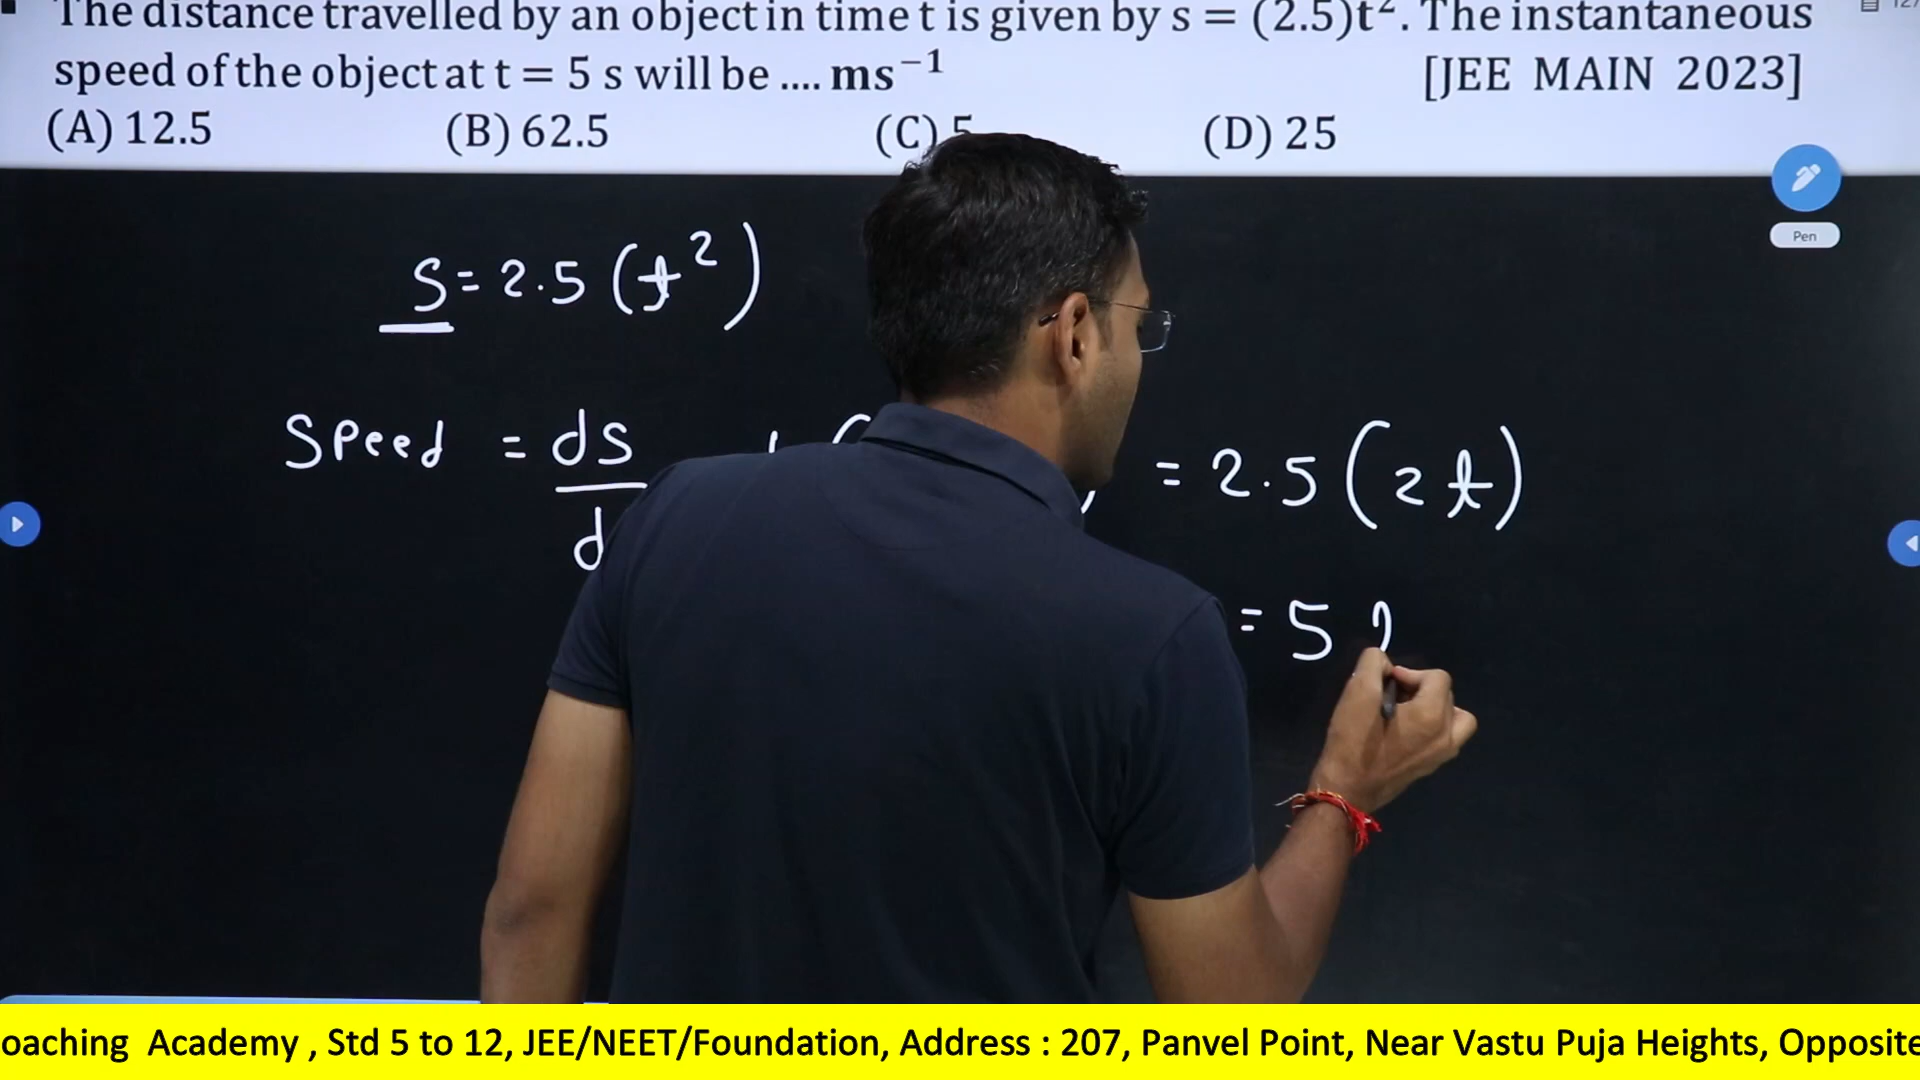 The distance travelled by an object in time t is given by s = (2.5)t². The instantaneous
speed of the object at t = 5 s will be .... ms⁻¹ [JEE MAIN 2023]
(A) 12.5 (B) 62.5 (C) 5 (D) 25
Pen
S = 2.5 (t²)
Speed = ds = 2.5 (2t)
d
= 5
oaching Academy , Std 5 to 12, JEE/NEET/Foundation, Address : 207, Panvel Point, Near Vastu Puja Heights, Opposite